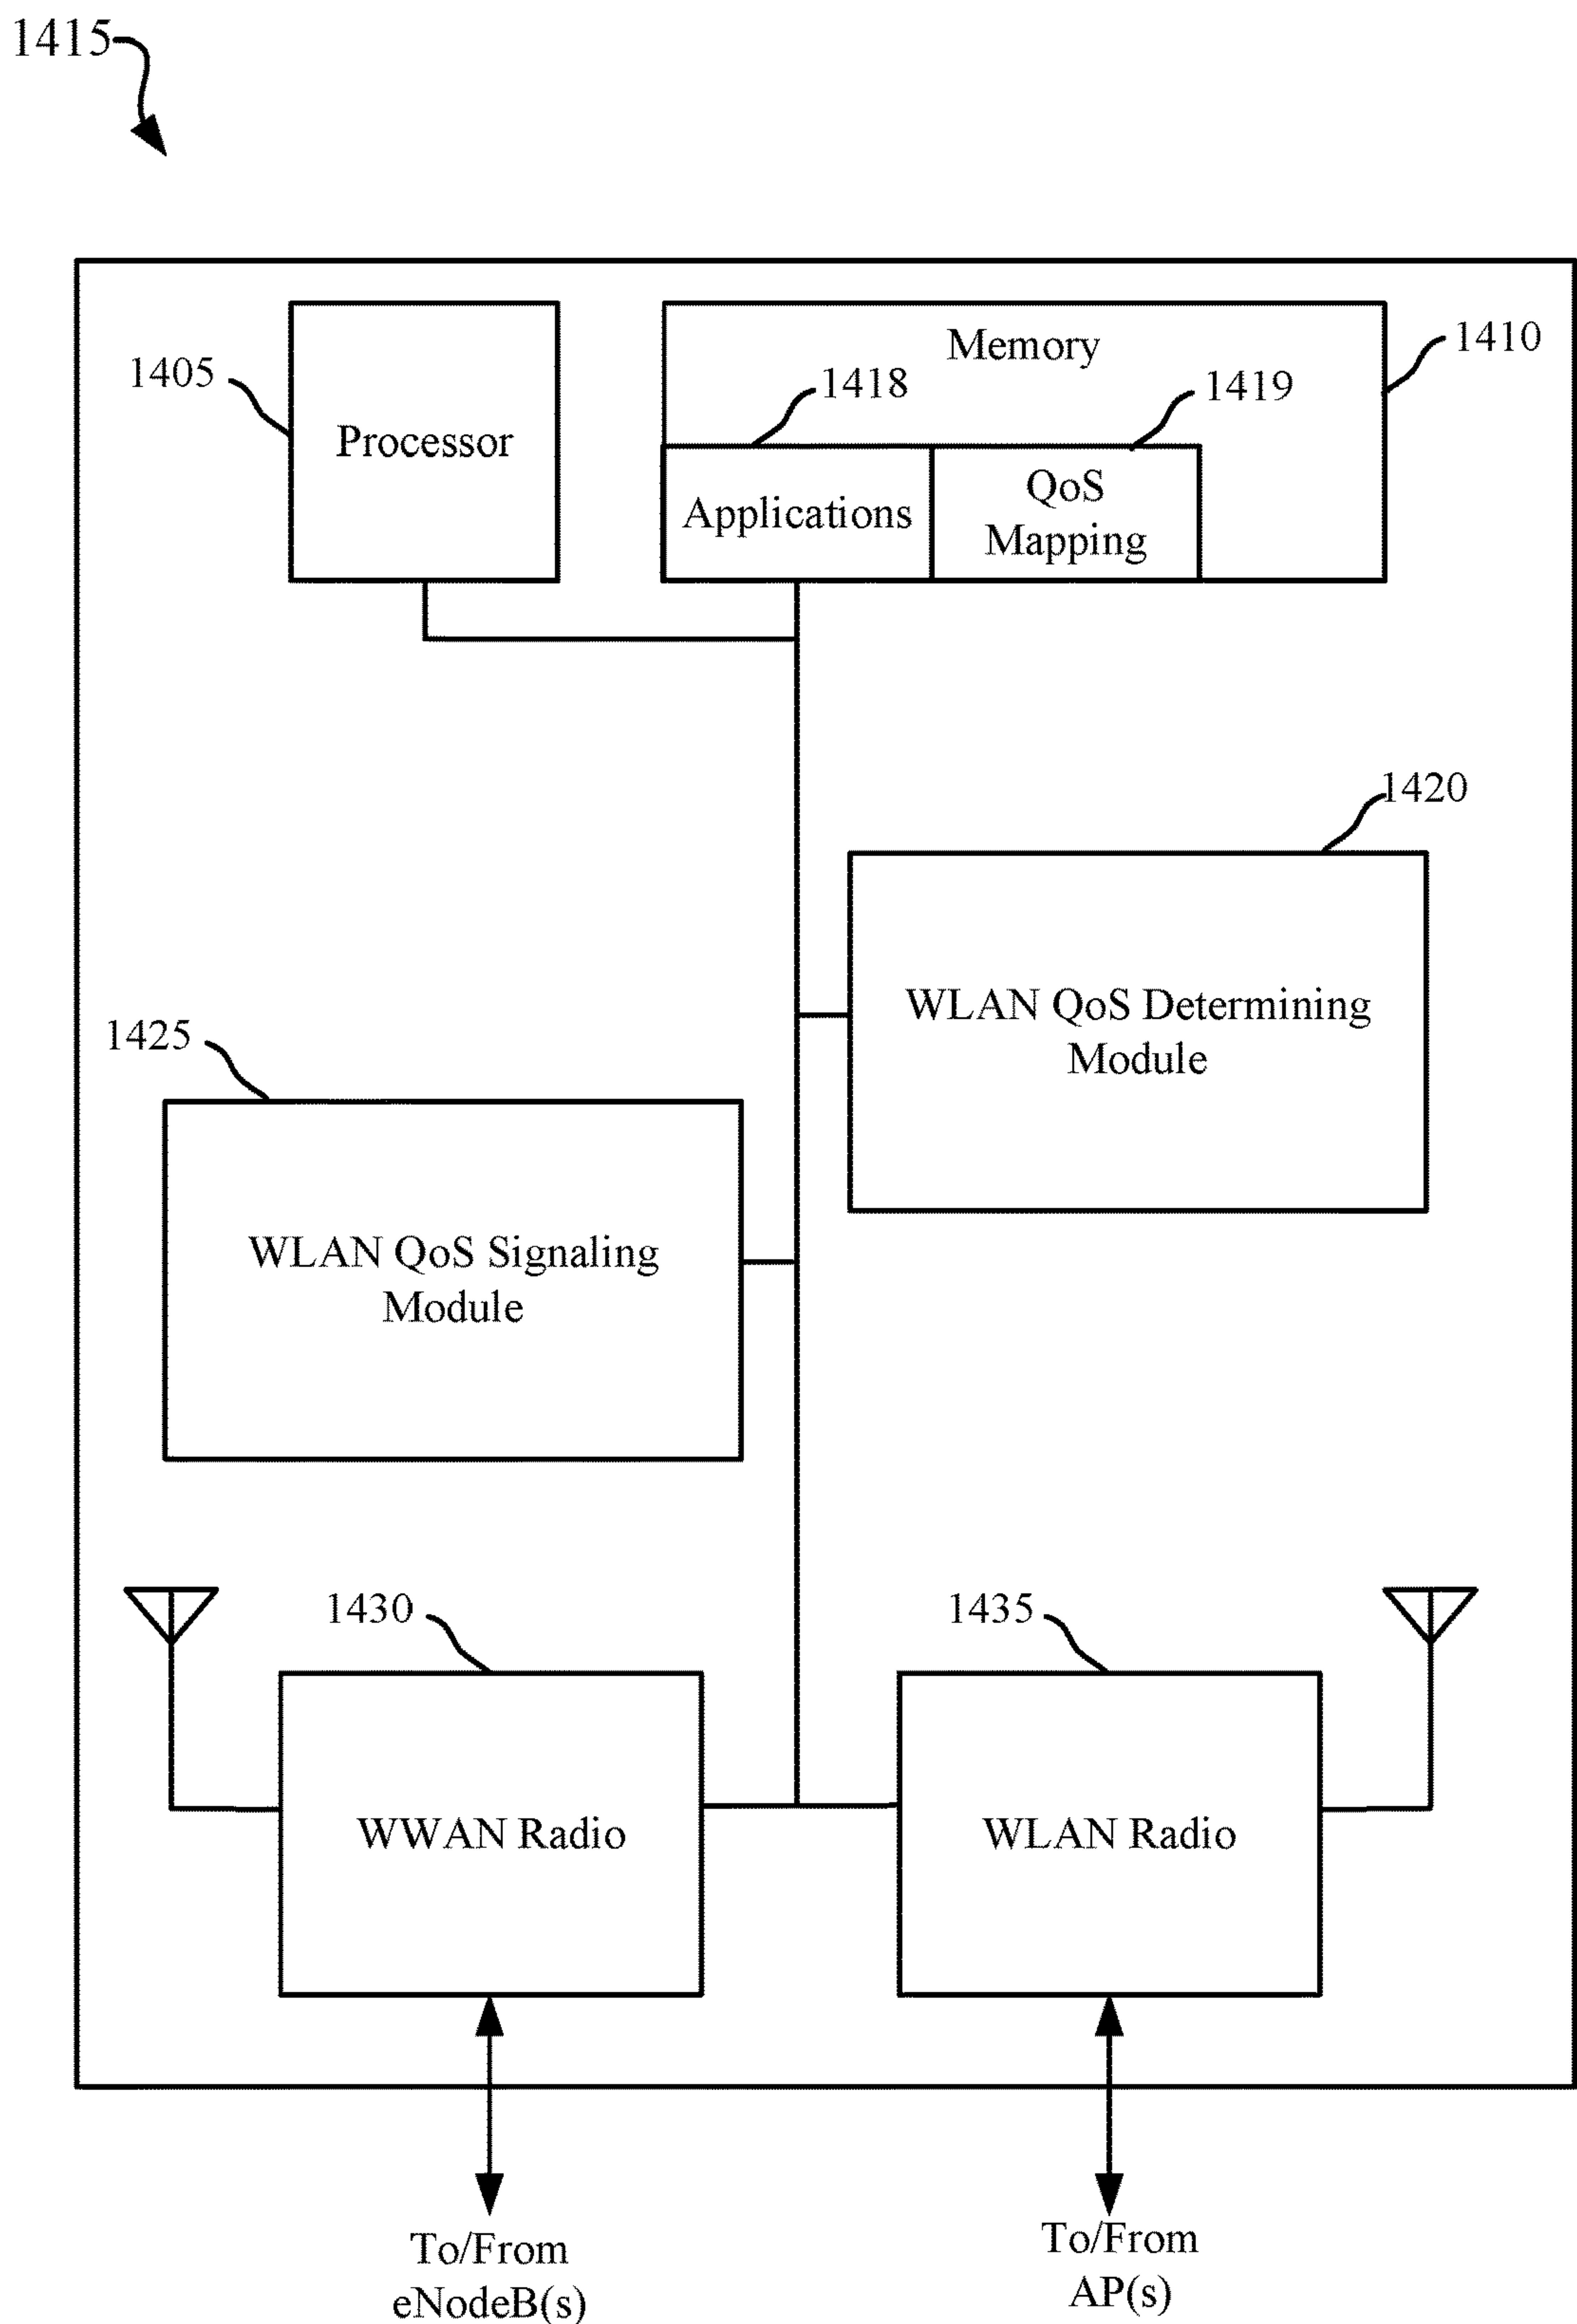 1415
Memory
1410
1405
1418
1419
Processor
Applications
QoS
Mapping
1420
WLAN QoS Determining
Module
1425
WLAN QoS Signaling
Module
1430
1435
WWAN Radio
WLAN Radio
To/From
eNodeB(s)
To/From
AP(s)